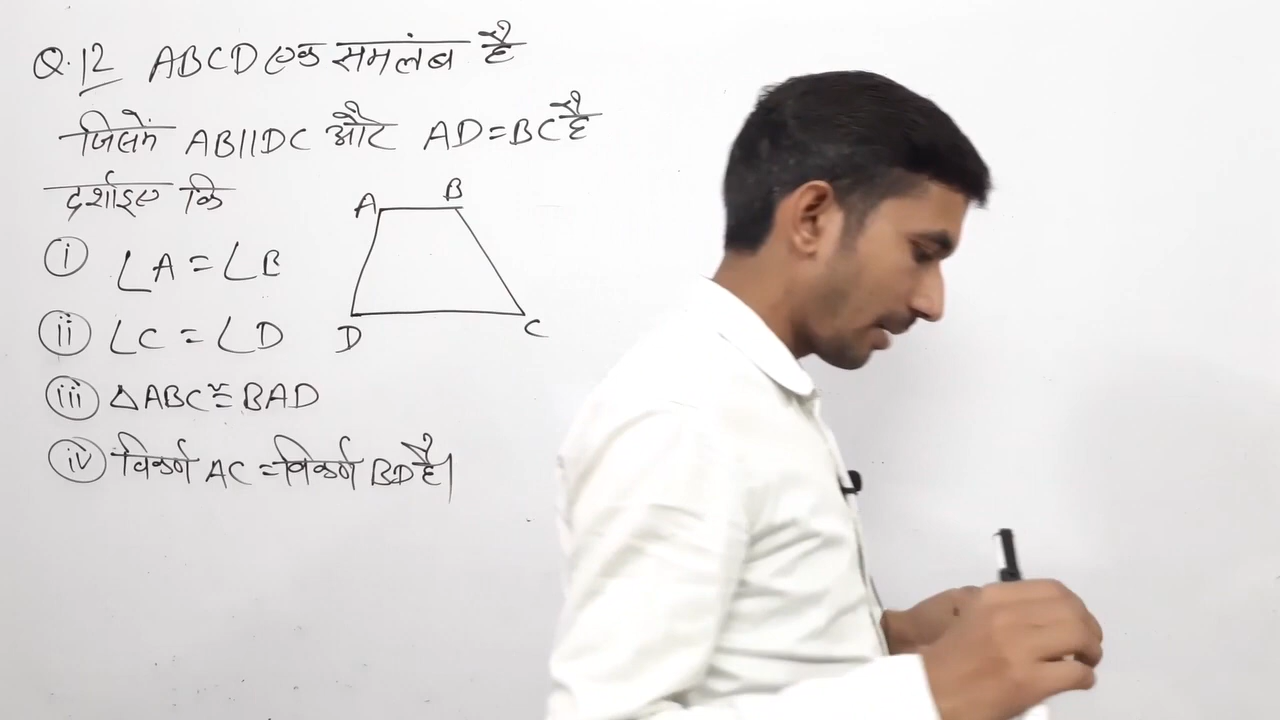 Q.12 ABCD एक समलंब है
जिसमें AB||DC और AD=BC है
दर्शाइए कि
A B
D C
(i) ∠A = ∠B
(ii) ∠C = ∠D
(iii) △ABC ≅ BAD
(iv) विकर्ण AC = विकर्ण BD है।